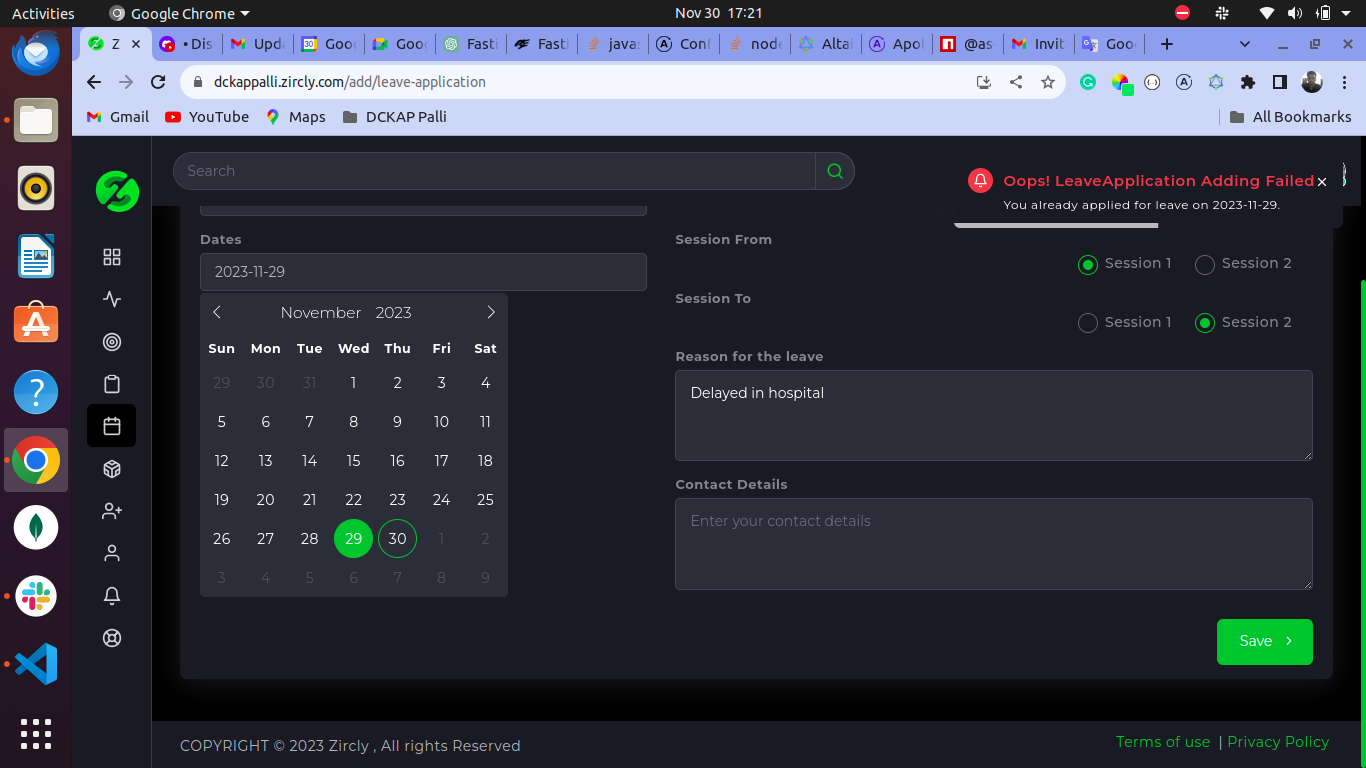 Activities Google Chrome Nov 30 17:21
Z Dis Upda Goog Goog Fasti Fasti javas Conf node Altai Apol @as- Invit Goo
dckappalli.zircly.com/add/leave-application
Gmail YouTube Maps DCKAP Palli All Bookmarks
Search
Oops! LeaveApplication Adding Failed
You already applied for leave on 2023-11-29.
Dates
2023-11-29
November 2023
Sun Mon Tue Wed Thu Fri Sat
29 30 31 1 2 3 4
5 6 7 8 9 10 11
12 13 14 15 16 17 18
19 20 21 22 23 24 25
26 27 28 29 30 1 2
3 4 5 6 7 8 9
Session From
Session 1 Session 2
Session To
Session 1 Session 2
Reason for the leave
Delayed in hospital
Contact Details
Enter your contact details
Save
COPYRIGHT © 2023 Zircly , All rights Reserved
Terms of use | Privacy Policy